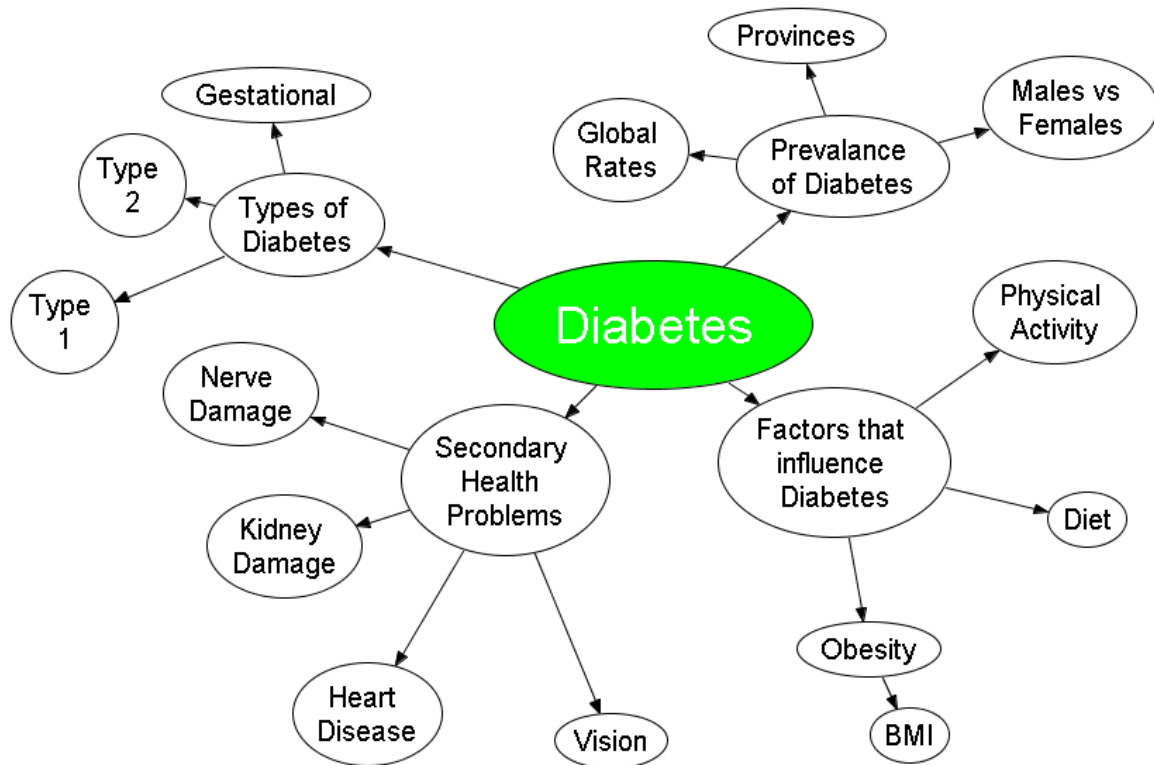 Provinces
Gestational
Males vs
Females
Global
Rates
Prevalance
of Diabetes
Type
2
Types of
Diabetes
Type
1
Diabetes
Physical
Activity
Nerve
Damage
Secondary
Health
Problems
Factors that
influence
Diabetes
Kidney
Damage
Diet
Obesity
Heart
Disease
Vision
BMI